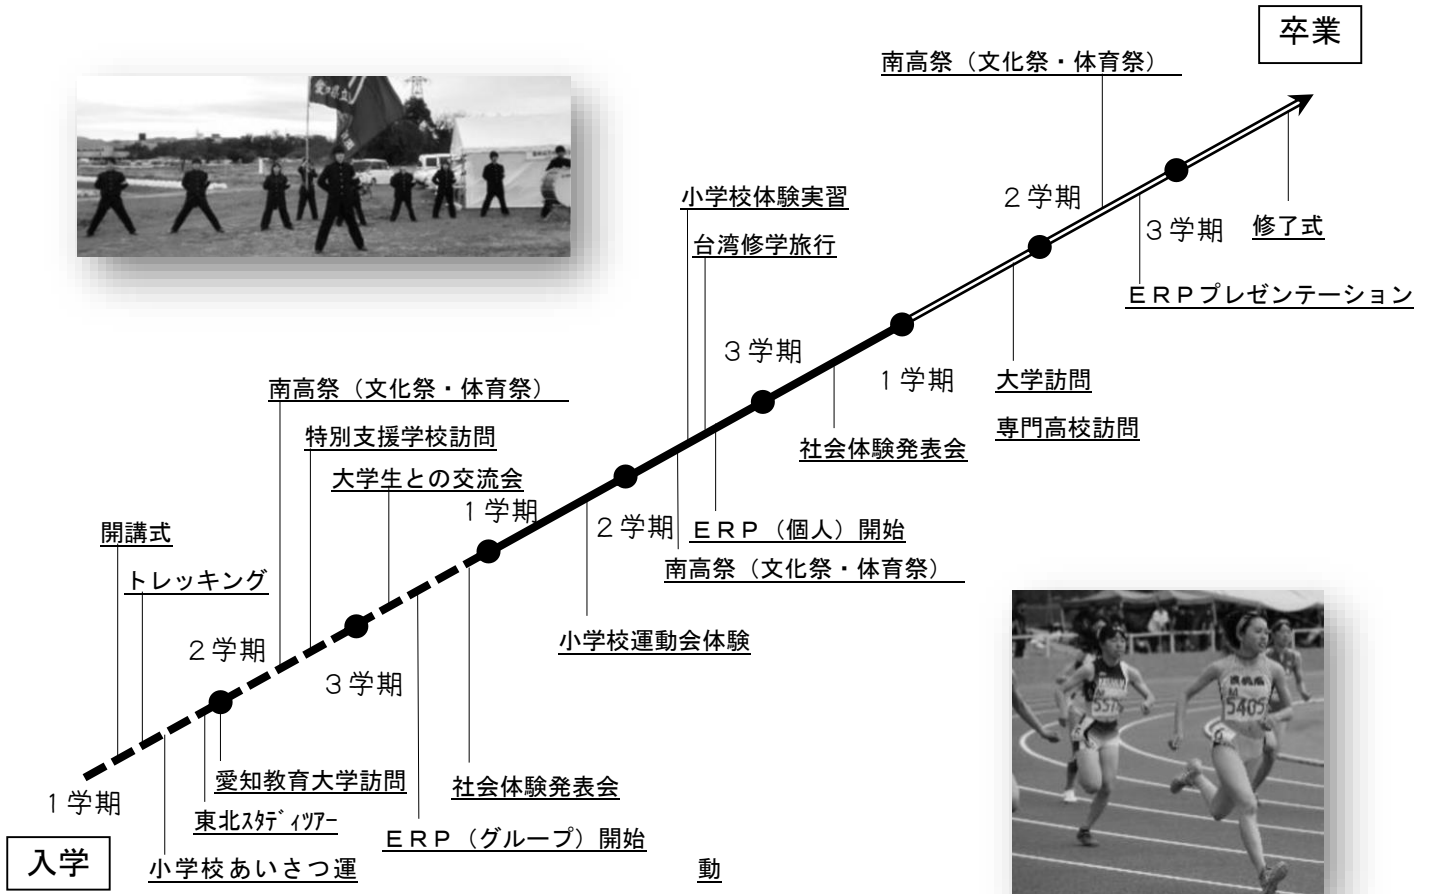 卒業
南高祭（文化祭・体育祭）
小学校体験実習
２学期
台湾修学旅行
３学期
修了式
ＥＲＰプレゼンテーション
３学期
１学期
大学訪問
南高祭（文化祭・体育祭）
専門高校訪問
特別支援学校訪問
社会体験発表会
大学生との交流会
１学期
２学期
ＥＲＰ（個人）開始
開講式
南高祭（文化祭・体育祭）
トレッキング
小学校運動会体験
２学期
３学期
愛知教育大学訪問
社会体験発表会
１学期
東北ｽﾀﾃﾞｨﾂｱｰ
ＥＲＰ（グループ）開始
入学
小学校あいさつ運動
5405